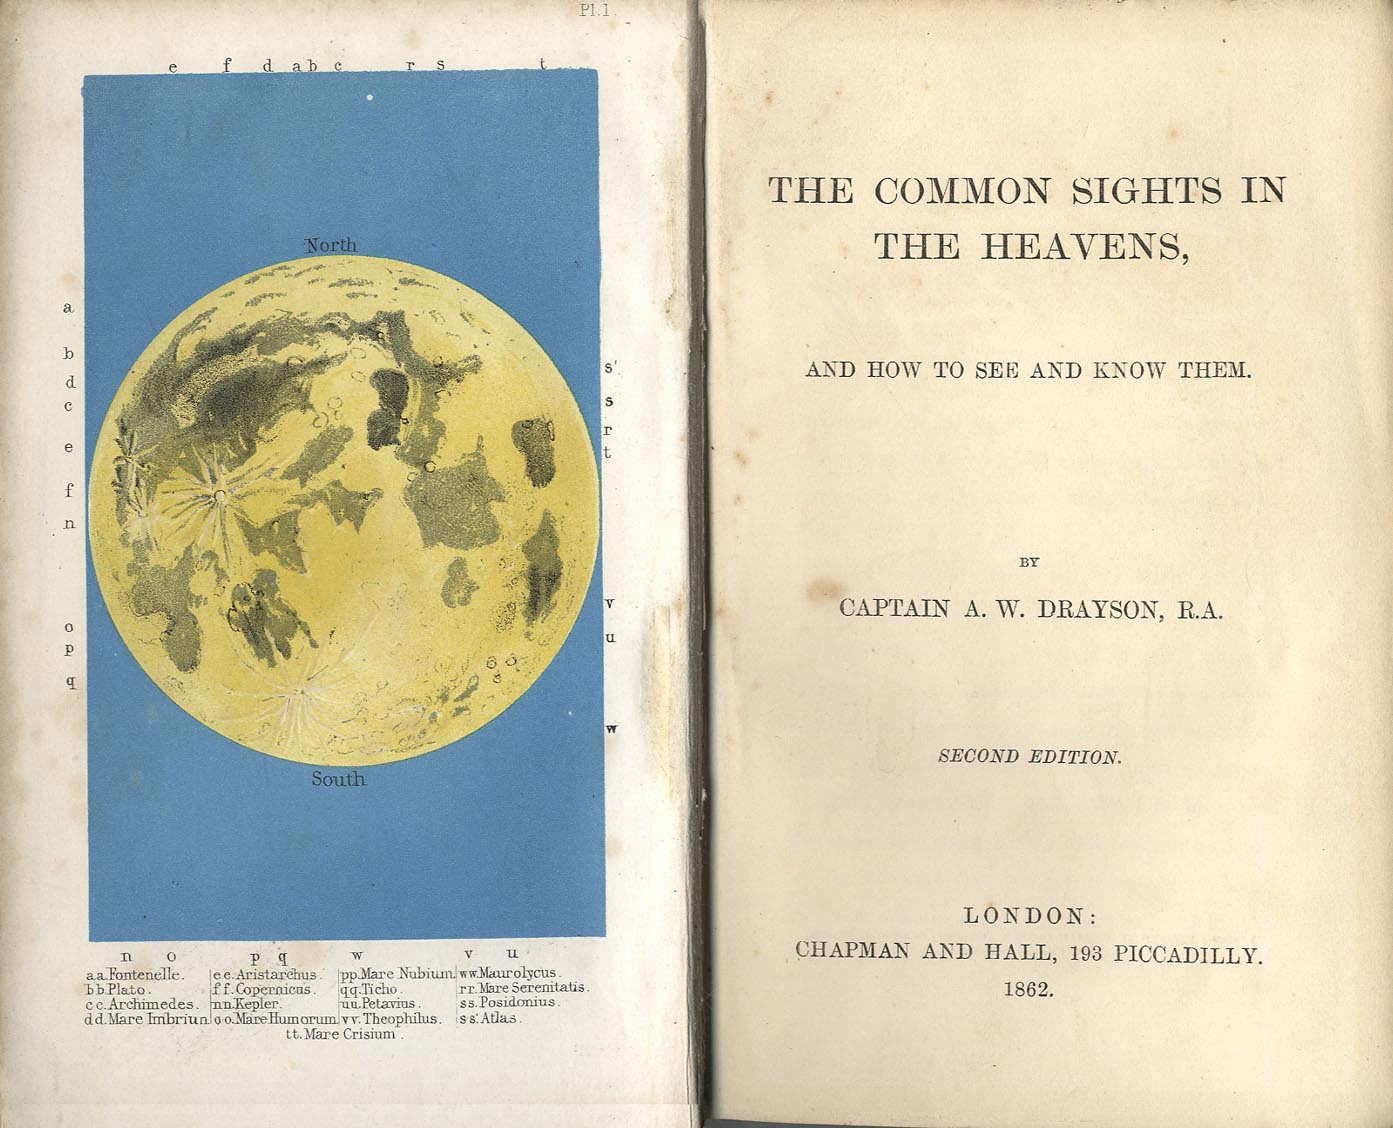 Pl.1.
e f d a b c r s t
North
a
b
d
c
e
f
n
o
p
q
s'
s
r
t
v
u
w
South
n o p q w v u
a a. Fontenelle. e e. Aristarchus. p p. Mare Nubium. w w. Maurolycus.
b b. Plato. f f. Copernicus. q q. Ticho. r r. Mare Serenitatis.
c c. Archimedes. n n. Kepler. u u. Petavius. s s. Posidonius.
d d. Mare Imbriun. o o. Mare Humorum. v v. Theophilus. s s'. Atlas.
t t. Mare Crisium.
THE COMMON SIGHTS IN
THE HEAVENS,
AND HOW TO SEE AND KNOW THEM.
BY
CAPTAIN A. W. DRAYSON, R.A.
SECOND EDITION.
LONDON:
CHAPMAN AND HALL, 193 PICCADILLY.
1862.